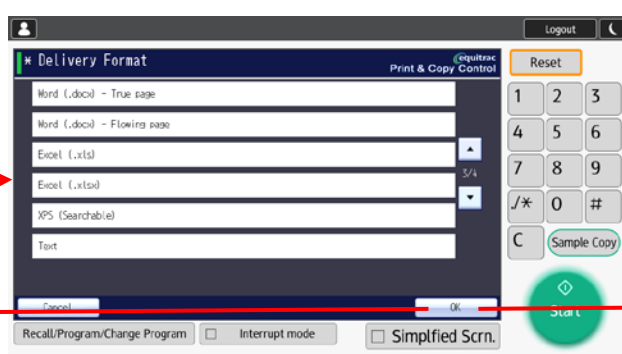 Logout
* Delivery Format
equitrac
Print & Copy Control
Reset
Word (.docx) - True page
Word (.docx) - Flowing page
Excel (.xls)
Excel (.xlsx)
XPS (Searchable)
Text
3/4
1 2 3
4 5 6
7 8 9
./* 0 #
C Sample Copy
Cancel
OK
Start
Recall/Program/Change Program
Interrupt mode
Simplfied Scrn.